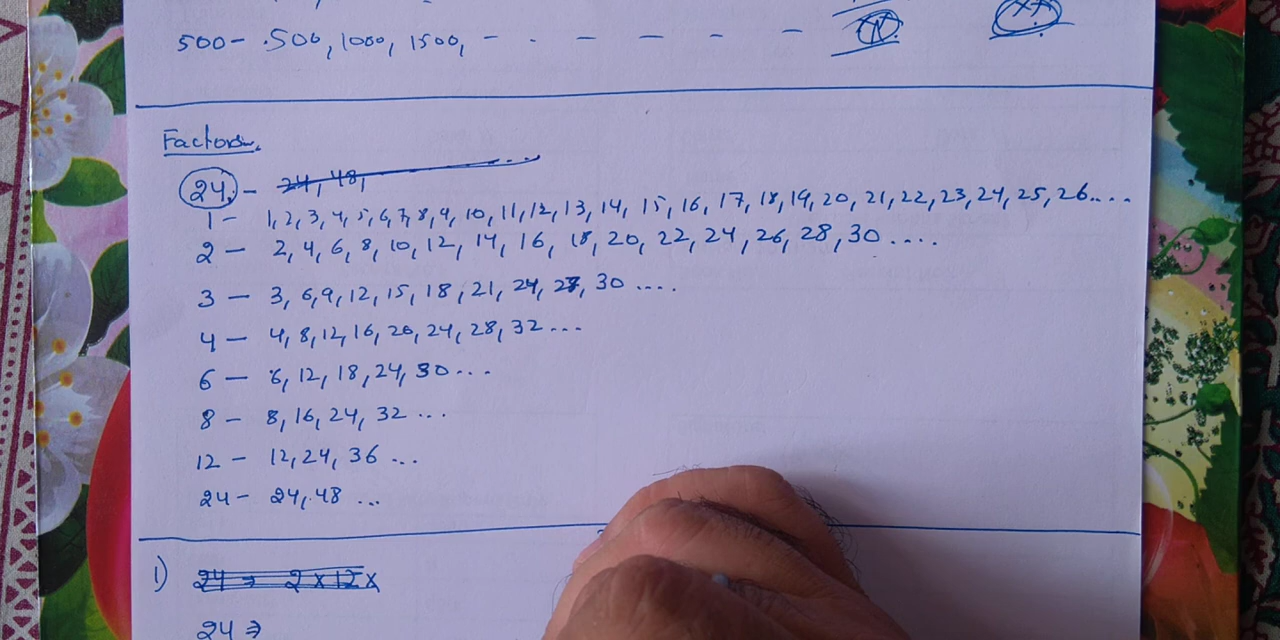 500- .500, 1000, 1500, - . - - - -
Factors.
24. - 24, 48, ...
1 - 1, 2, 3, 4, 5, 6, 7, 8, 9, 10, 11, 12, 13, 14, 15, 16, 17, 18, 19, 20, 21, 22, 23, 24, 25, 26....
2 - 2, 4, 6, 8, 10, 12, 14, 16, 18, 20, 22, 24, 26, 28, 30 ....
3 - 3, 6, 9, 12, 15, 18, 21, 24, 27, 30 ....
4 - 4, 8, 12, 16, 20, 24, 28, 32 ...
6 - 6, 12, 18, 24, 30 ...
8 - 8, 16, 24, 32 ...
12 - 12, 24, 36 ...
24 - 24, 48 ...
1) 24 ⇒ 2 x 12 x
24 ⇒